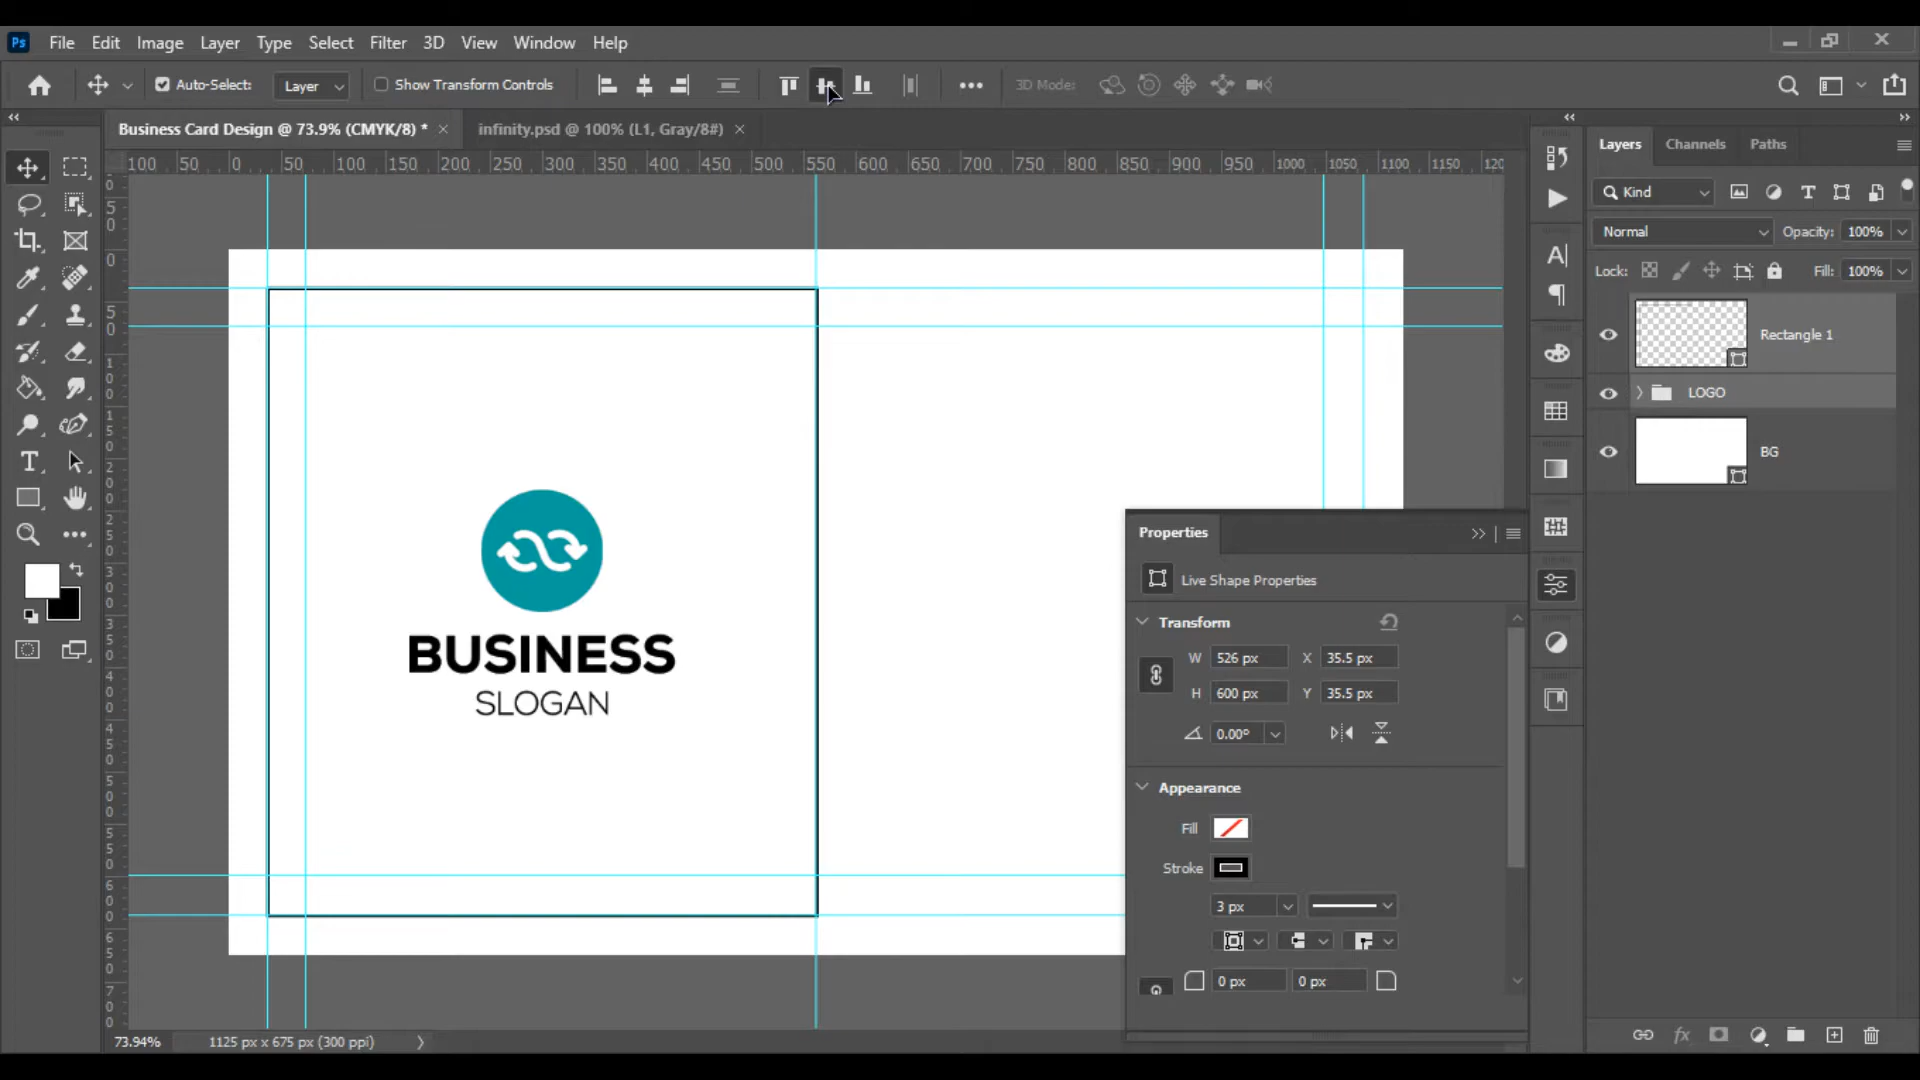 Ps File Edit Image Layer Type Select Filter 3D View Window Help
Auto-Select: Layer Show Transform Controls 3D Mode:
Business Card Design @ 73.9% (CMYK/8) * × infinity.psd @ 100% (L1, Gray/8#) ×
100 50 0 50 100 150 200 250 300 350 400 450 500 550 600 650 700 750 800 850 900 950 1000 1050 1100 1150
Layers Channels Paths
Kind
Normal Opacity: 100%
Lock: Fill: 100%
Rectangle 1
LOGO
BG
BUSINESS
SLOGAN
Properties
Live Shape Properties
Transform
W 526 px X 35.5 px
H 600 px Y 35.5 px
0.00°
Appearance
Fill
Stroke
3 px
0 px 0 px
73.94% 1125 px x 675 px (300 ppi)